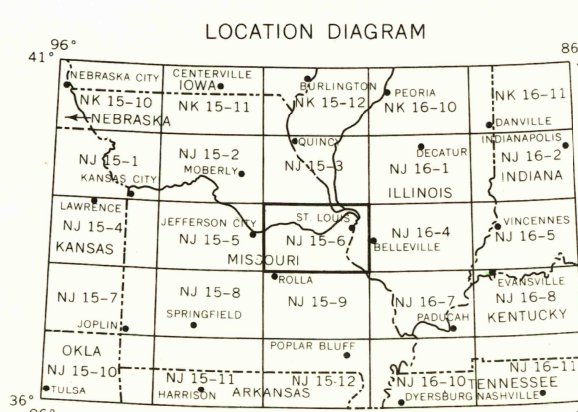 LOCATION DIAGRAM
96°
41°
86
NEBRASKA CITY
CENTERVILLE
IOWA
BURLINGTON
PEORIA
NK 15-10
NK 15-11
NK 15-12
NK 16-10
NK 16-11
NEBRASKA
DANVILLE
QUINCY
INDIANAPOLIS
NJ 15-1
NJ 15-2
NJ 15-3
DECATUR
NJ 16-1
NJ 16-2
KANSAS CITY
MOBERLY
ILLINOIS
INDIANA
LAWRENCE
JEFFERSON CITY
ST. LOUIS
VINCENNES
NJ 15-4
NJ 15-5
NJ 15-6
NJ 16-4
NJ 16-5
KANSAS
MISSOURI
BELLEVILLE
ROLLA
EVANSVILLE
NJ 15-7
NJ 15-8
NJ 15-9
NJ 16-7
NJ 16-8
JOPLIN
SPRINGFIELD
PADUCAH
KENTUCKY
POPLAR BLUFF
OKLA
NJ 15-10
NJ 15-11
NJ 15-12
NJ 16-10
NJ 16-11
TENNESSEE
TULSA
HARRISON
ARKANSAS
DYERSBURG
NASHVILLE
36°